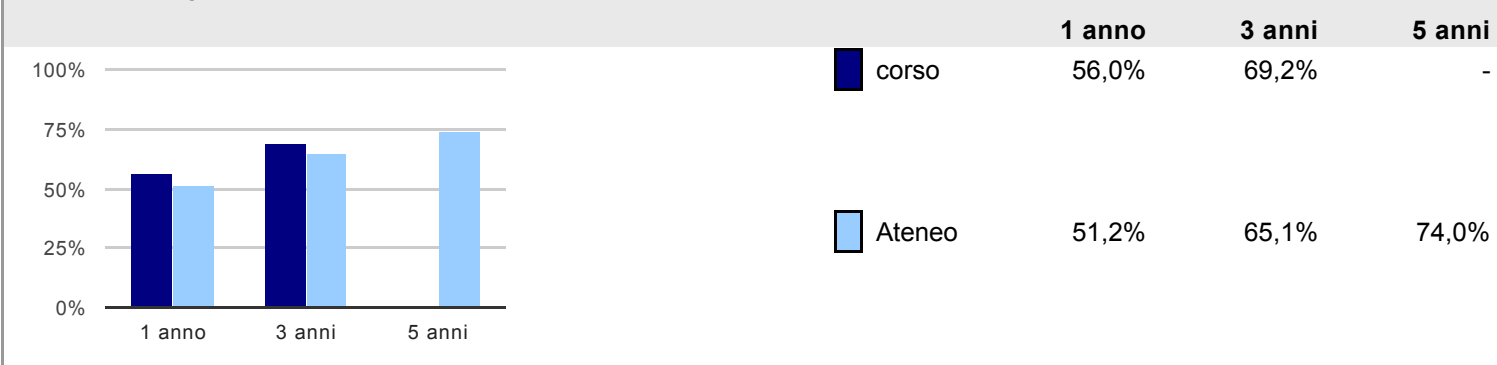 1 anno 3 anni 5 anni
100%
75%
50%
25%
0%
1 anno 3 anni 5 anni
corso 56,0% 69,2% -
Ateneo 51,2% 65,1% 74,0%